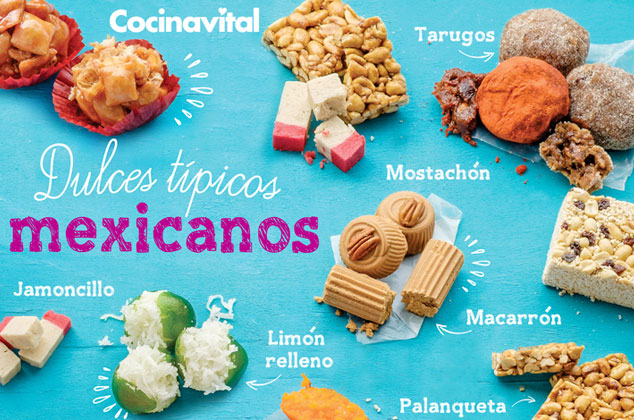 Cocinavital
Tarugos
Dulces típicos
mexicanos
Mostachón
Jamoncillo
Limón
relleno
Macarrón
Palanqueta